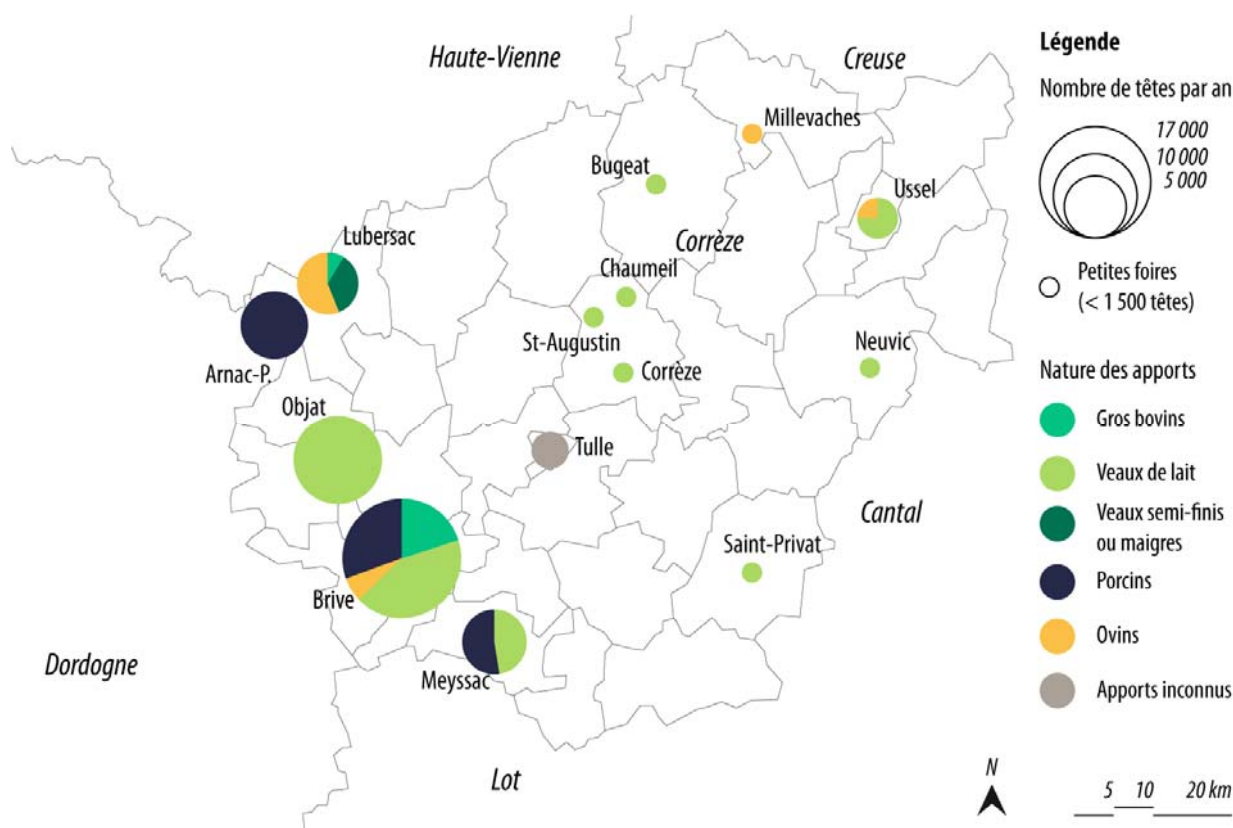 Haute-Vienne
Creuse
Millevaches
Bugeat
Ussel
Corrèze
Lubersac
Chaumeil
St-Augustin
Neuvic
Arnac-P.
Corrèze
Objat
Tulle
Cantal
Saint-Privat
Brive
Dordogne
Meyssac
Lot
Légende
Nombre de têtes par an
17 000
10 000
5 000
Petites foires
(< 1 500 têtes)
Nature des apports
Gros bovins
Veaux de lait
Veaux semi-finis
ou maigres
Porcins
Ovins
Apports inconnus
N
5 10 20 km